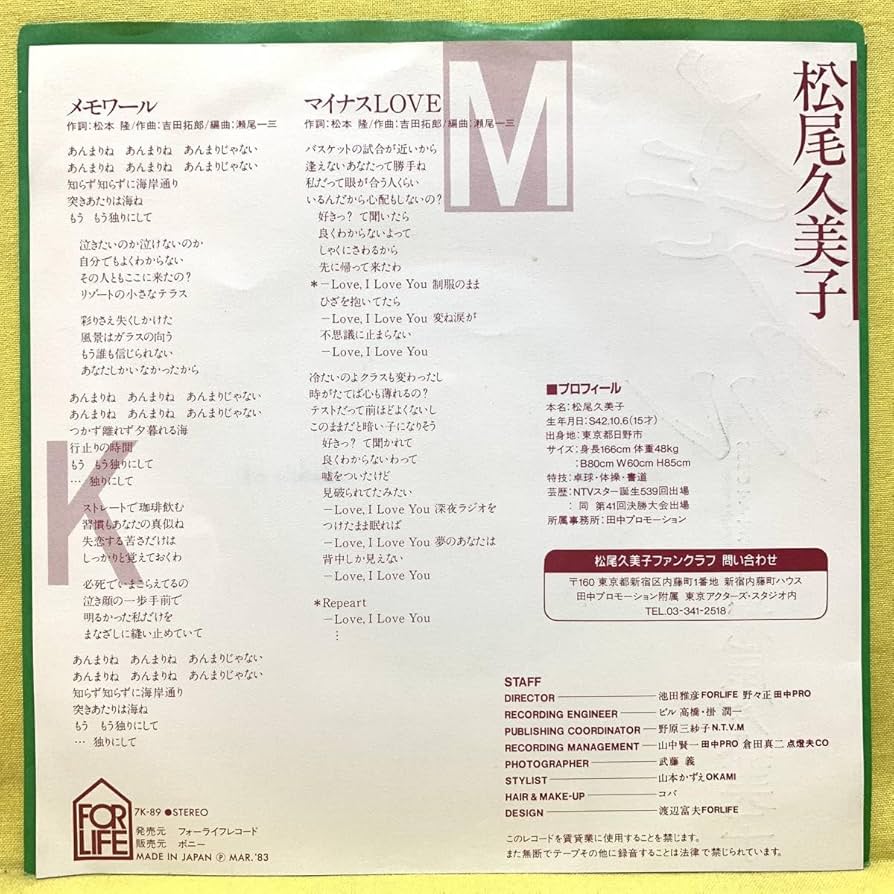 松尾久美子
M
K
メモワール
作詞：松本 隆/作曲：吉田拓郎/編曲：瀬尾一三
あんまりね　あんまりね　あんまりじゃない
あんまりね　あんまりね　あんまりじゃない
知らず知らずに海岸通り
突きあたりは海ね
もう　もう独りにして
泣きたいのか泣けないのか
自分でもよくわからない
その人ともここに来たの?
リゾートの小さなテラス
彩りさえ失くしかけた
風景はガラスの向う
もう誰も信じられない
あなたしかいなかったから
あんまりね　あんまりね　あんまりじゃない
あんまりね　あんまりね　あんまりじゃない
つかず離れず夕暮れる海
行止りの時間
もう　もう独りにして
… 独りにして
ストレートで珈琲飲む
習慣もあなたの真似ね
失恋する苦さだけは
しっかりと覚えておくわ
必死でいまこらえてるの
泣き顔の一歩手前で
明るかった私だけを
まなざしに縫い止めていて
あんまりね　あんまりね　あんまりじゃない
あんまりね　あんまりね　あんまりじゃない
知らず知らずに海岸通り
突きあたりは海ね
もう　もう独りにして
… 独りにして
マイナスLOVE
作詞：松本 隆/作曲：吉田拓郎/編曲：瀬尾一三
バスケットの試合が近いから
逢えないあなたって勝手ね
私だって眼が合う人くらい
いるんだから心配もしないの?
好きっ? て聞いたら
良くわからないよって
しゃくにさわるから
先に帰って来たわ
＊－Love, I Love You 制服のまま
ひざを抱いてたら
－Love, I Love You 変ね涙が
不思議に止まらない
－Love, I Love You
冷たいのよクラスも変わったし
時がたてば心も薄れるの?
テストだって前ほどよくないし
このままだと暗い子になりそう
好きっ? て聞かれて
良くわからないわって
嘘をついたけど
見破られてたみたい
－Love, I Love You 深夜ラジオを
つけたまま眠れば
－Love, I Love You 夢のあなたは
背中しか見えない
－Love, I Love You
＊Repeart
－Love, I Love You
…
■プロフィール
本名：松尾久美子
生年月日：S42.10.6(15才)
出身地：東京都日野市
サイズ：身長166cm 体重48kg
：B80cm W60cm H85cm
特技：卓球・体操・書道
芸歴：NTVスター誕生539回出場
：同 第41回決勝大会出場
所属事務所：田中プロモーション
松尾久美子ファンクラブ 問い合わせ
〒160 東京都新宿区内藤町1番地 新宿内藤町ハウス
田中プロモーション附属 東京アクターズ・スタジオ内
TEL.03-341-2518
STAFF
DIRECTOR 池田雅彦FORLIFE 野々正田中PRO
RECORDING ENGINEER ビル高橋・掛 潤一
PUBLISHING COORDINATOR 野原三紗子N.T.V.M
RECORDING MANAGEMENT 山中賢一田中PRO 倉田真二点燈夫CO
PHOTOGRAPHER 武藤 義
STYLIST 山本かずえOKAMI
HAIR & MAKE-UP コバ
DESIGN 渡辺富夫FORLIFE
このレコードを賃貸業に使用することを禁じます。
また無断でテープその他に録音することは法律で禁じられています。
FOR
LIFE
7K-89 ●STEREO
発売元　フォーライフレコード
販売元　ポニー
MADE IN JAPAN Ⓟ MAR.'83